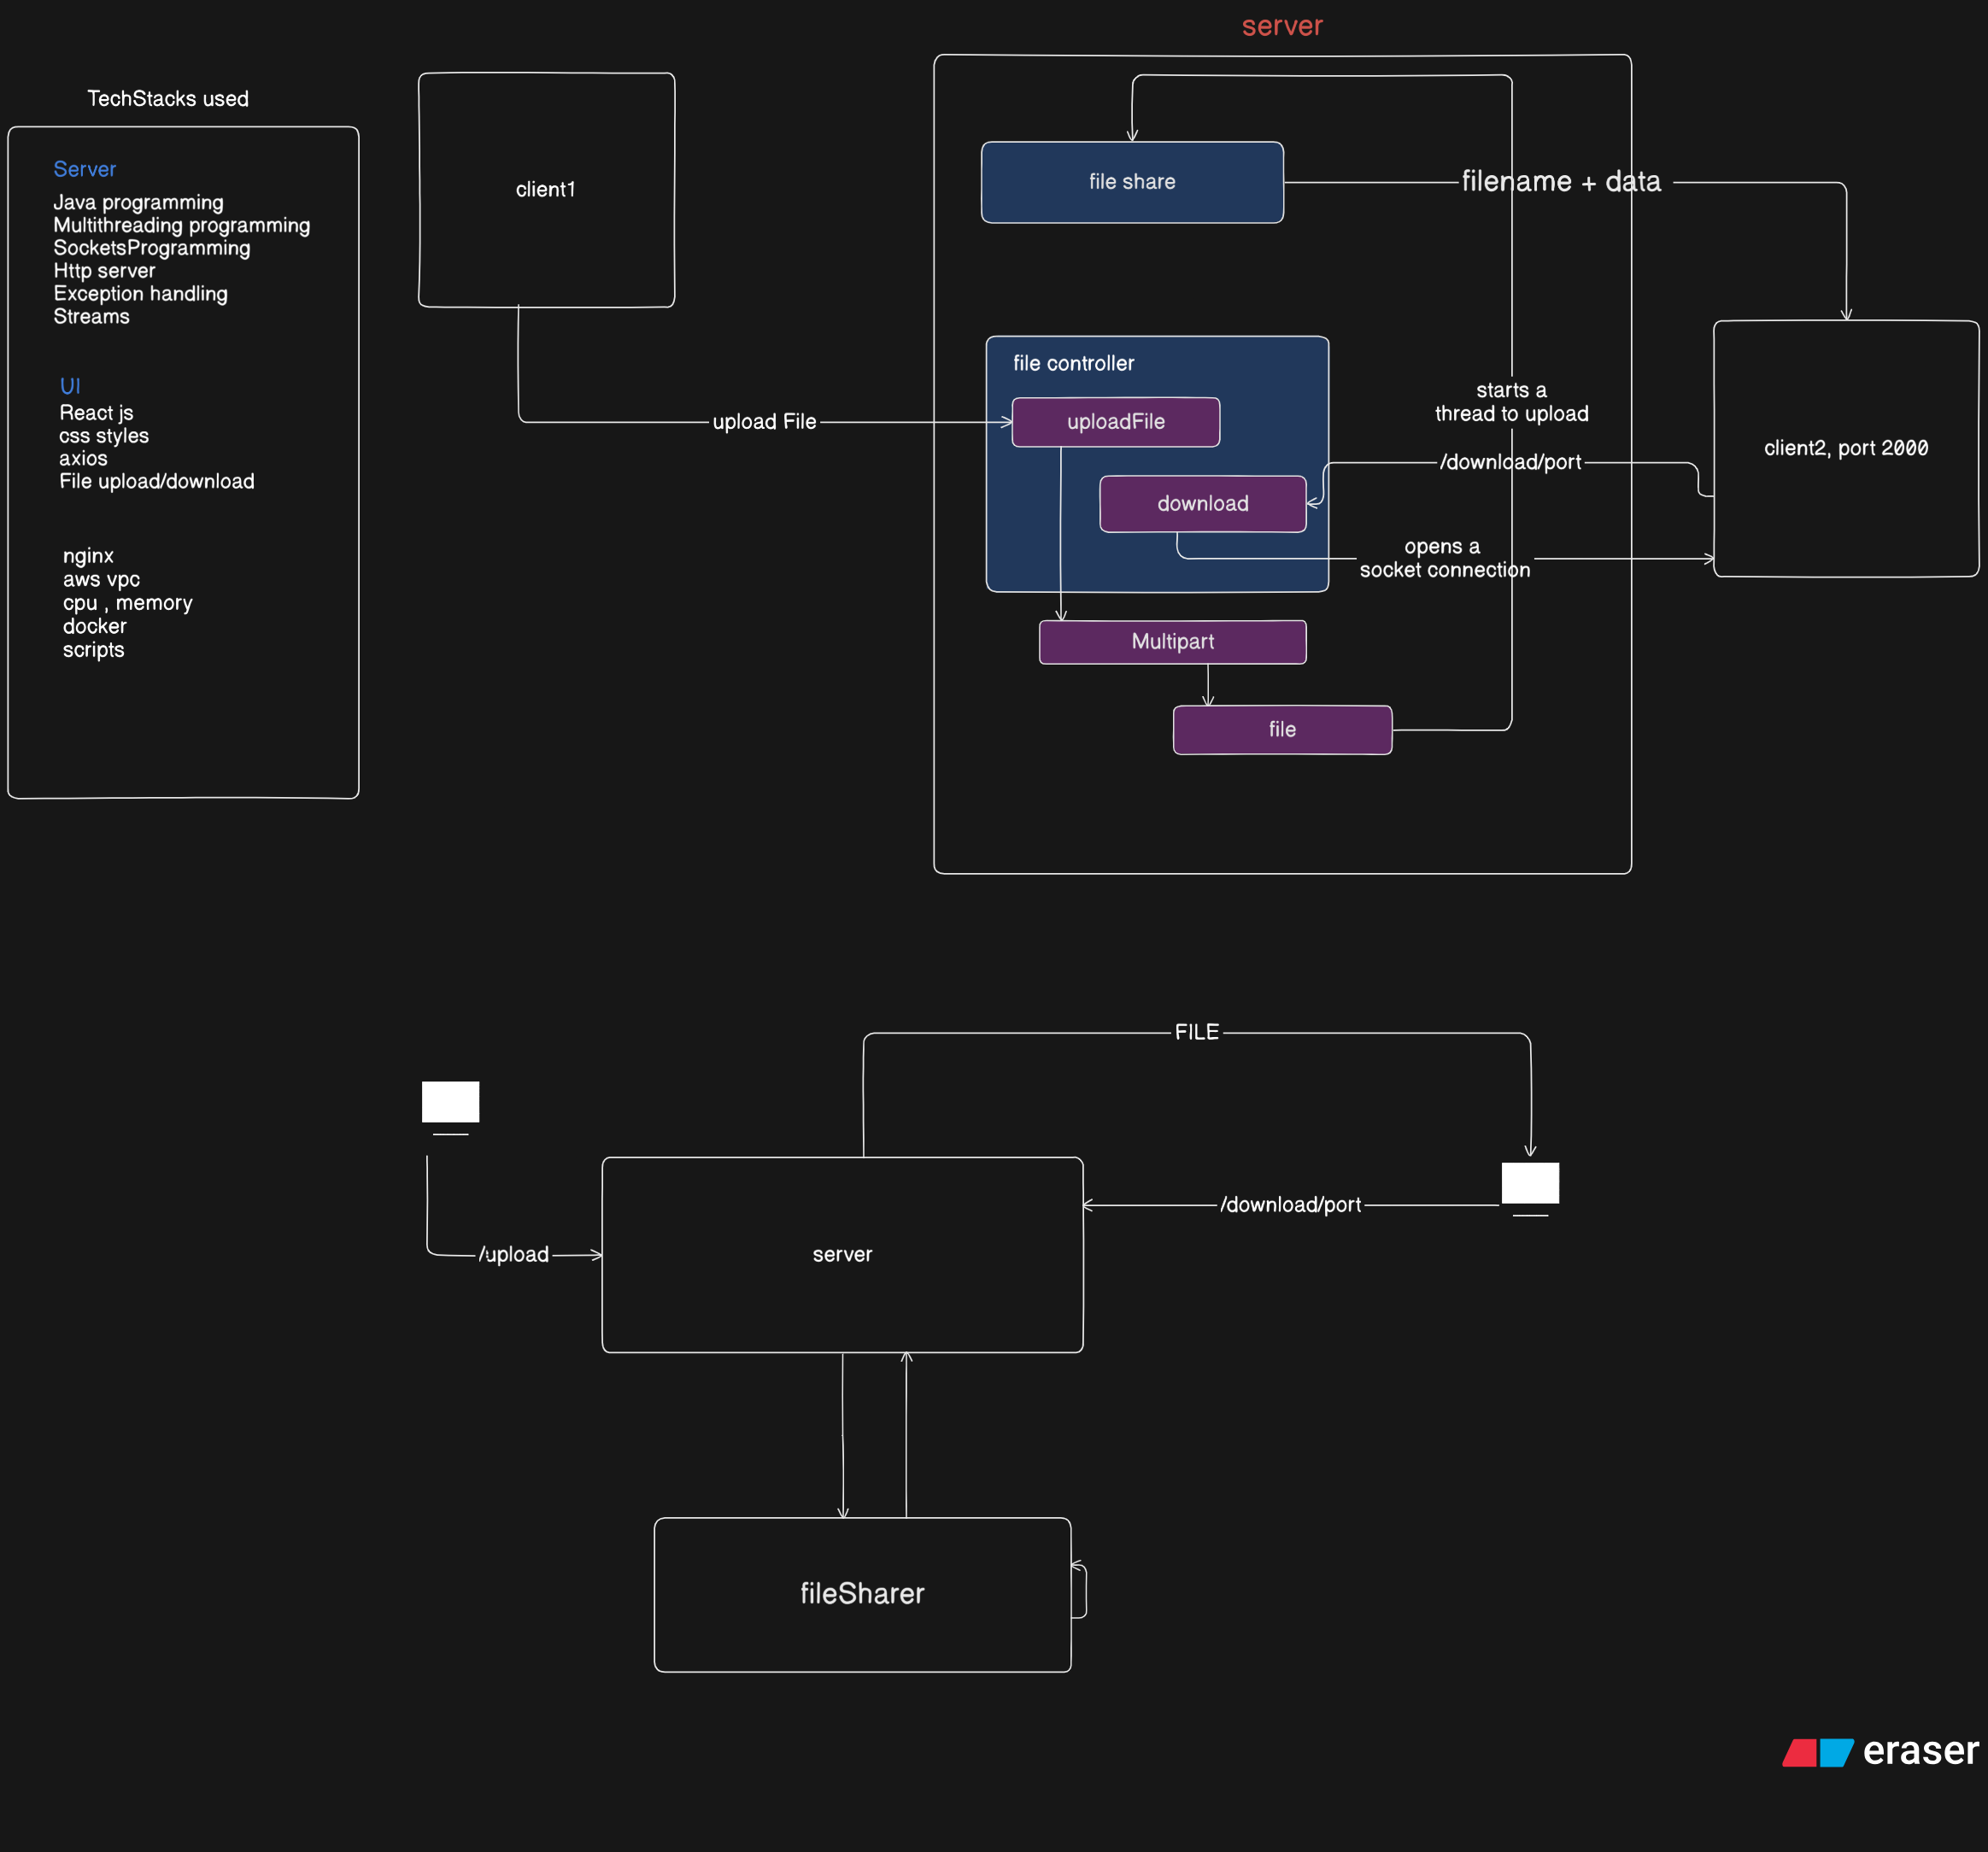 server
TechStacks used
Server
Java programming
Multithreading programming
SocketsProgramming
Http server
Exception handling
Streams
UI
React js
css styles
axios
File upload/download
nginx
aws vpc
cpu , memory
docker
scripts
client1
upload File
file share
filename + data
file controller
uploadFile
download
Multipart
file
starts a
thread to upload
/download/port
opens a
socket connection
client2, port 2000
FILE
/upload
server
/download/port
fileSharer
eraser